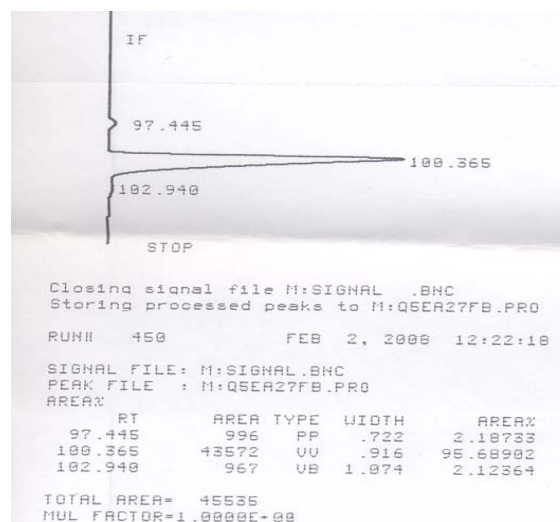 IF
97.445
100.365
102.940
STOP
Closing signal file M:SIGNAL .BNC
Storing processed peaks to M:Q5EA27FB.PRO
RUN# 450 FEB 2, 2008 12:22:18
SIGNAL FILE: M:SIGNAL.BNC
PEAK FILE : M:Q5EA27FB.PRO
AREA%
RT AREA TYPE WIDTH AREA%
97.445 996 PP .722 2.18733
100.365 43572 VV .916 95.68902
102.940 967 VB 1.074 2.12364
TOTAL AREA= 45535
MUL FACTOR=1.0000E+00